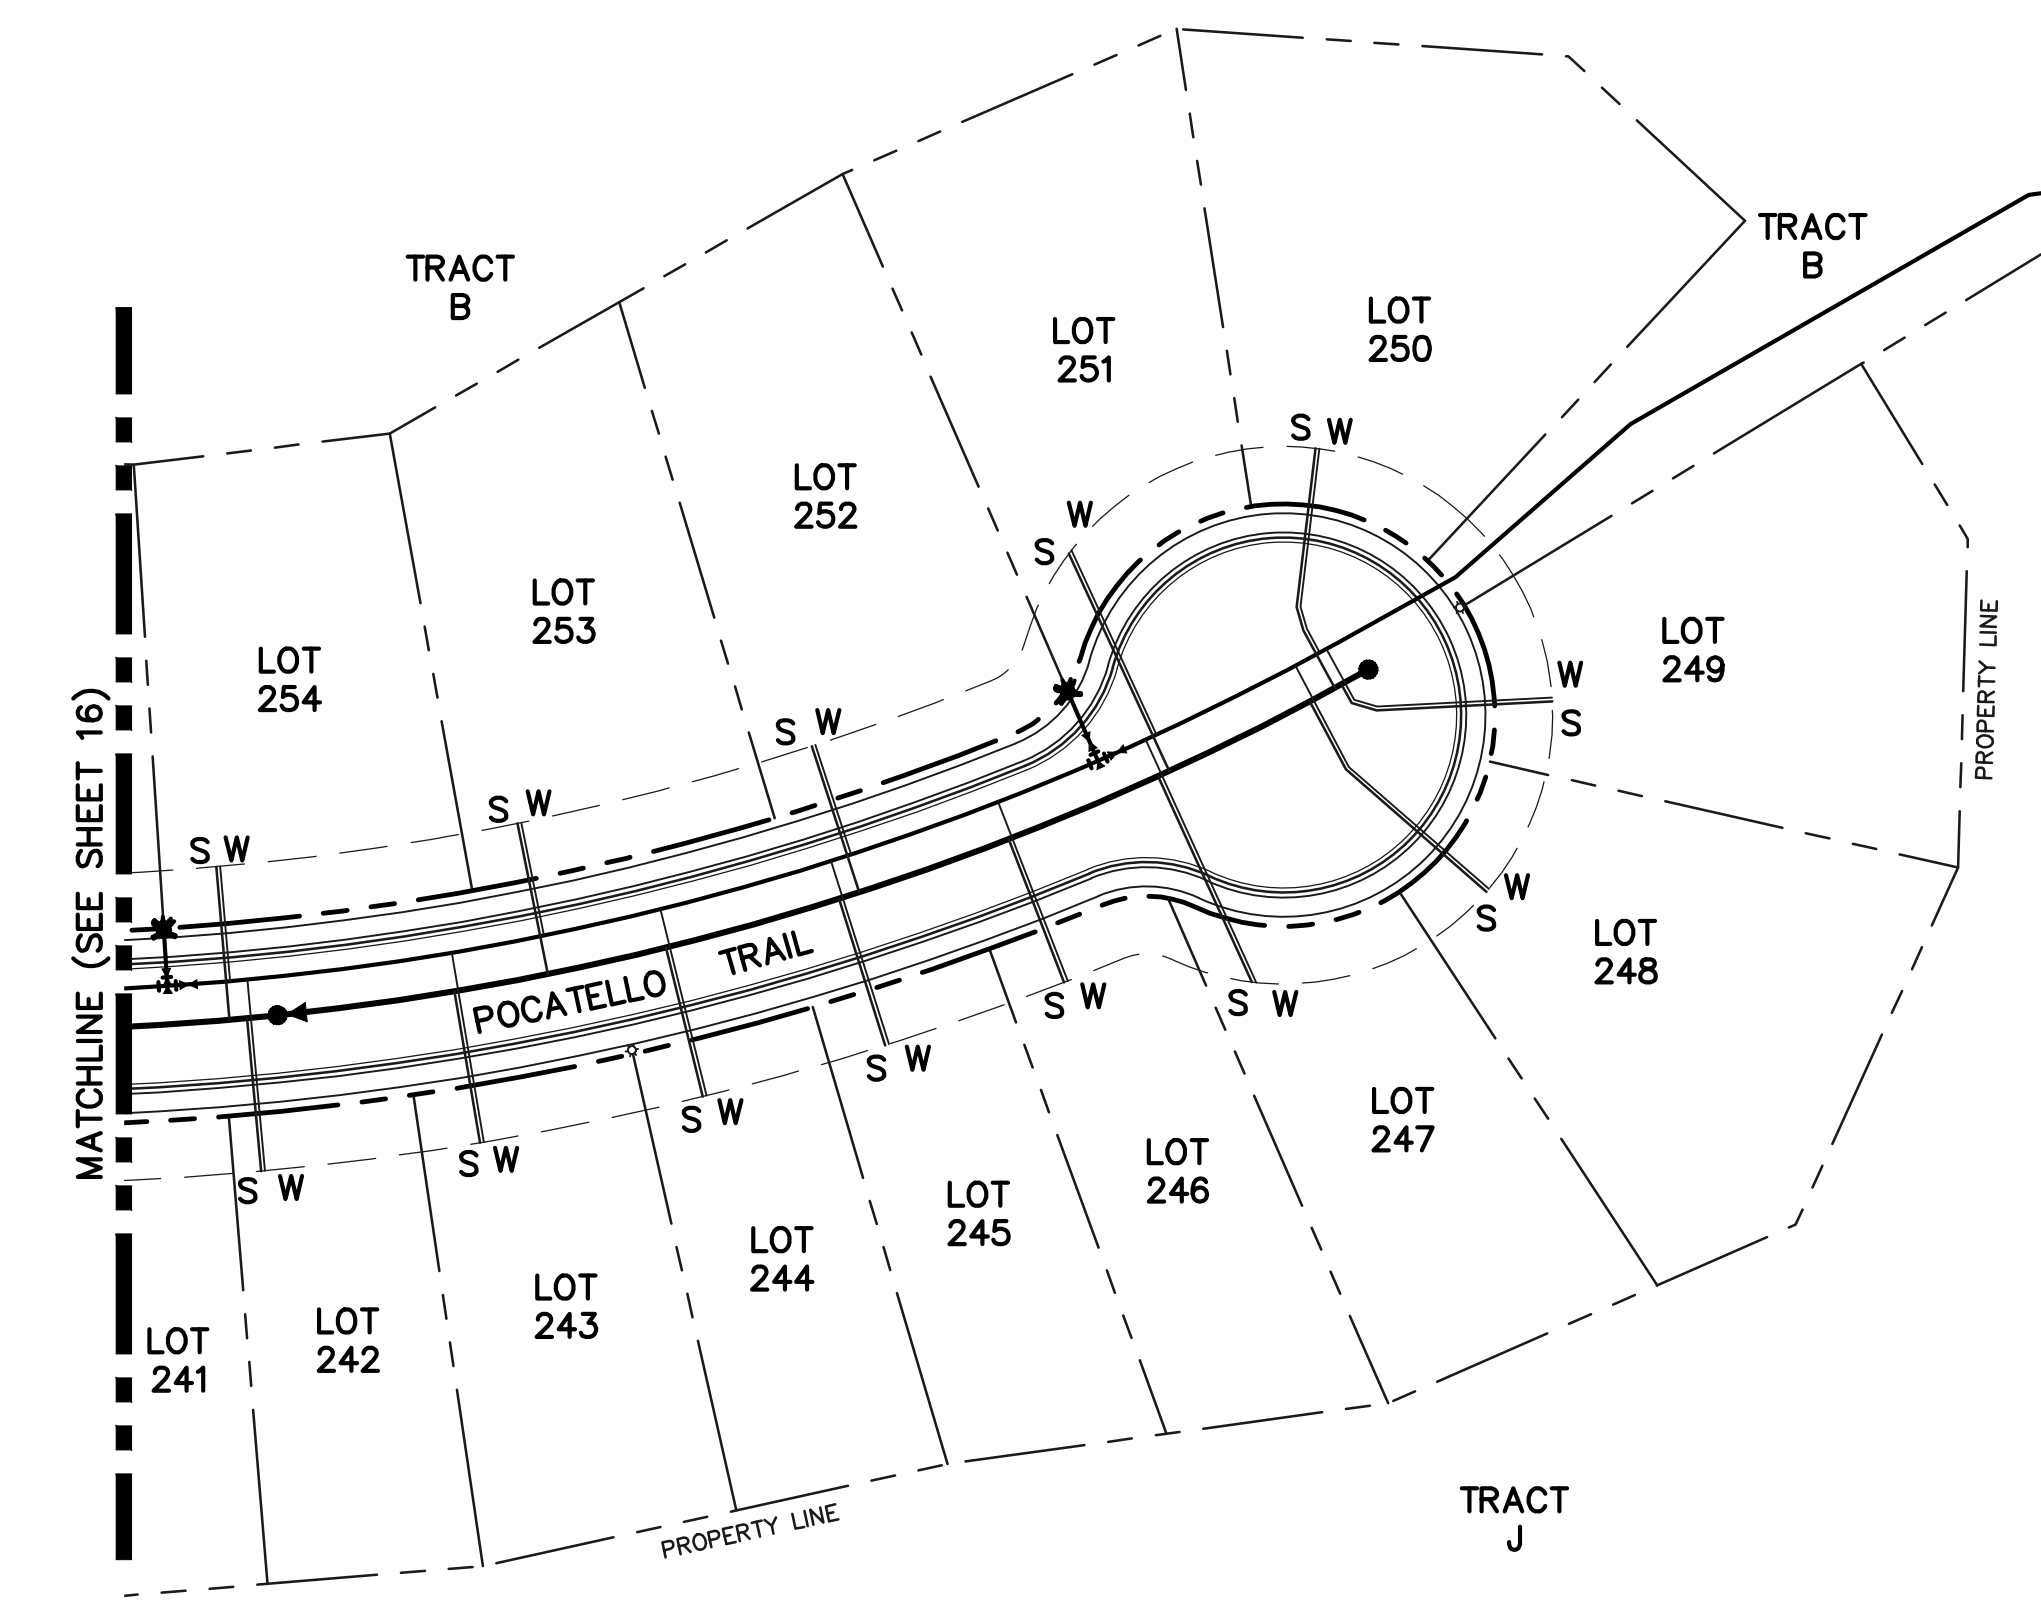 TRACT
B
TRACT
B
LOT
250
LOT
251
S W
LOT
252
W
S
LOT
253
LOT
249
PROPERTY LINE
LOT
254
W
S
S W
S W
S W
MATCHLINE (SEE SHEET 16)
W
S
LOT
248
POCATELLO TRAIL
S W
S W
S W
S W
S W
S W
LOT
247
LOT
246
LOT
245
LOT
244
LOT
243
LOT
242
LOT
241
PROPERTY LINE
TRACT
J